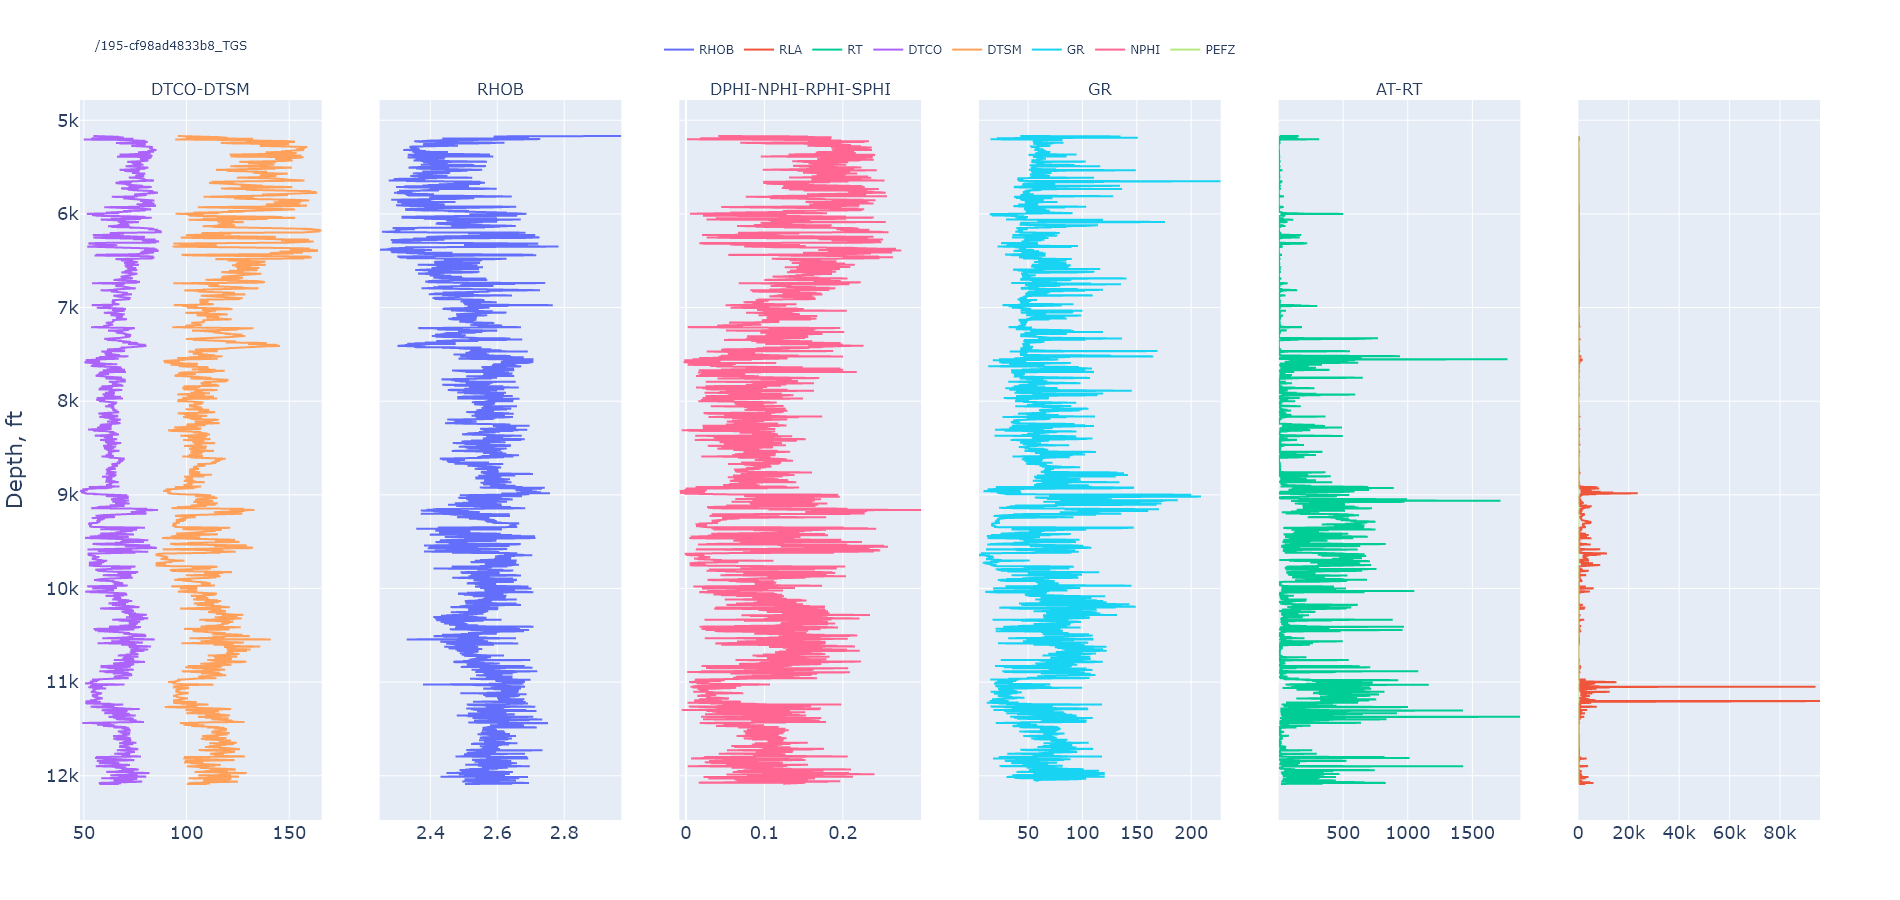 /195-cf98ad4833b8_TGS
RHOB RLA RT DTCO DTSM GR NPHI PEFZ
DTCO-DTSM RHOB DPHI-NPHI-RPHI-SPHI GR AT-RT
5k
6k
7k
8k
9k
10k
11k
12k
Depth, ft
50 100 150 2.4 2.6 2.8 0 0.1 0.2 50 100 150 200 500 1000 1500 0 20k 40k 60k 80k